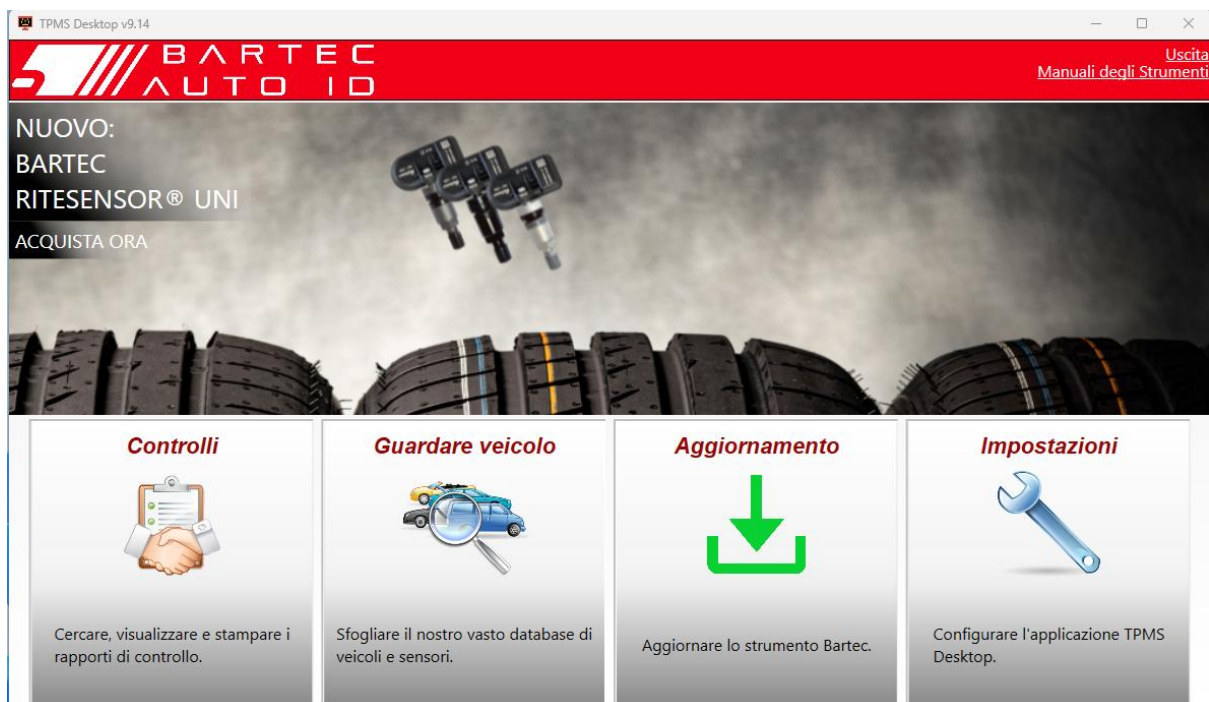 TPMS Desktop v9.14
BARTEC
AUTO ID
Uscita
Manuali degli Strumenti
NUOVO:
BARTEC
RITESENSOR® UNI
ACQUISTA ORA
Controlli
Cercare, visualizzare e stampare i
rapporti di controllo.
Guardare veicolo
Sfogliare il nostro vasto database di
veicoli e sensori.
Aggiornamento
Aggiornare lo strumento Bartec.
Impostazioni
Configurare l'applicazione TPMS
Desktop.